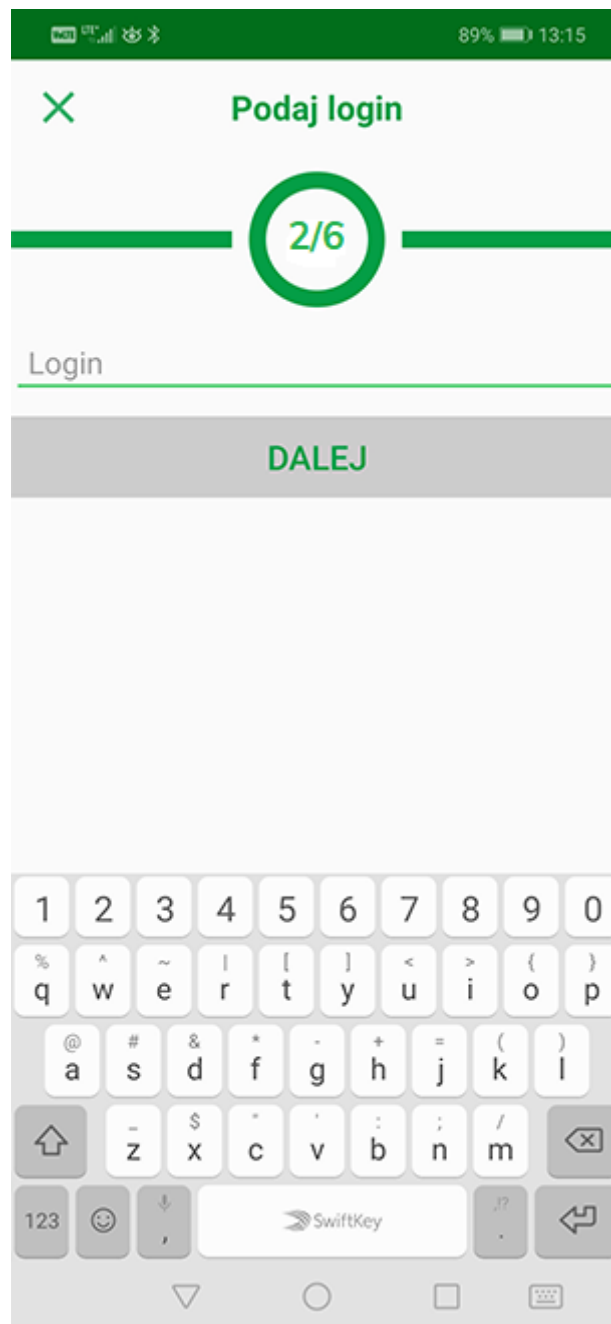 89% 13:15
Podaj login
2/6
Login
DALEJ
1 2 3 4 5 6 7 8 9 0
% ^ ~ | [ ] < > { }
q w e r t y u i o p
@ # & * - + = ( )
a s d f g h j k l
_ $ " ' : ; /
z x c v b n m
123 , SwiftKey ,!? .